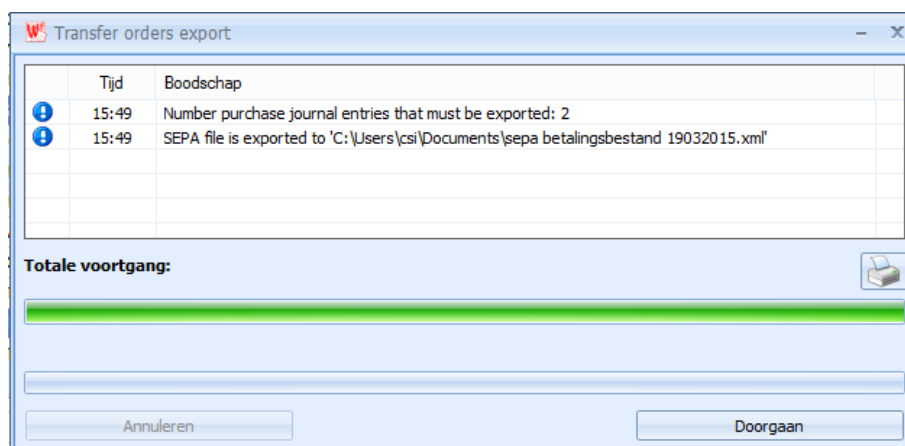 Transfer orders export
Tijd Boodschap
15:49 Number purchase journal entries that must be exported: 2
15:49 SEPA file is exported to 'C:\Users\csi\Documents\sepa betalingsbestand 19032015.xml'
Totale voortgang:
Annuleren Doorgaan